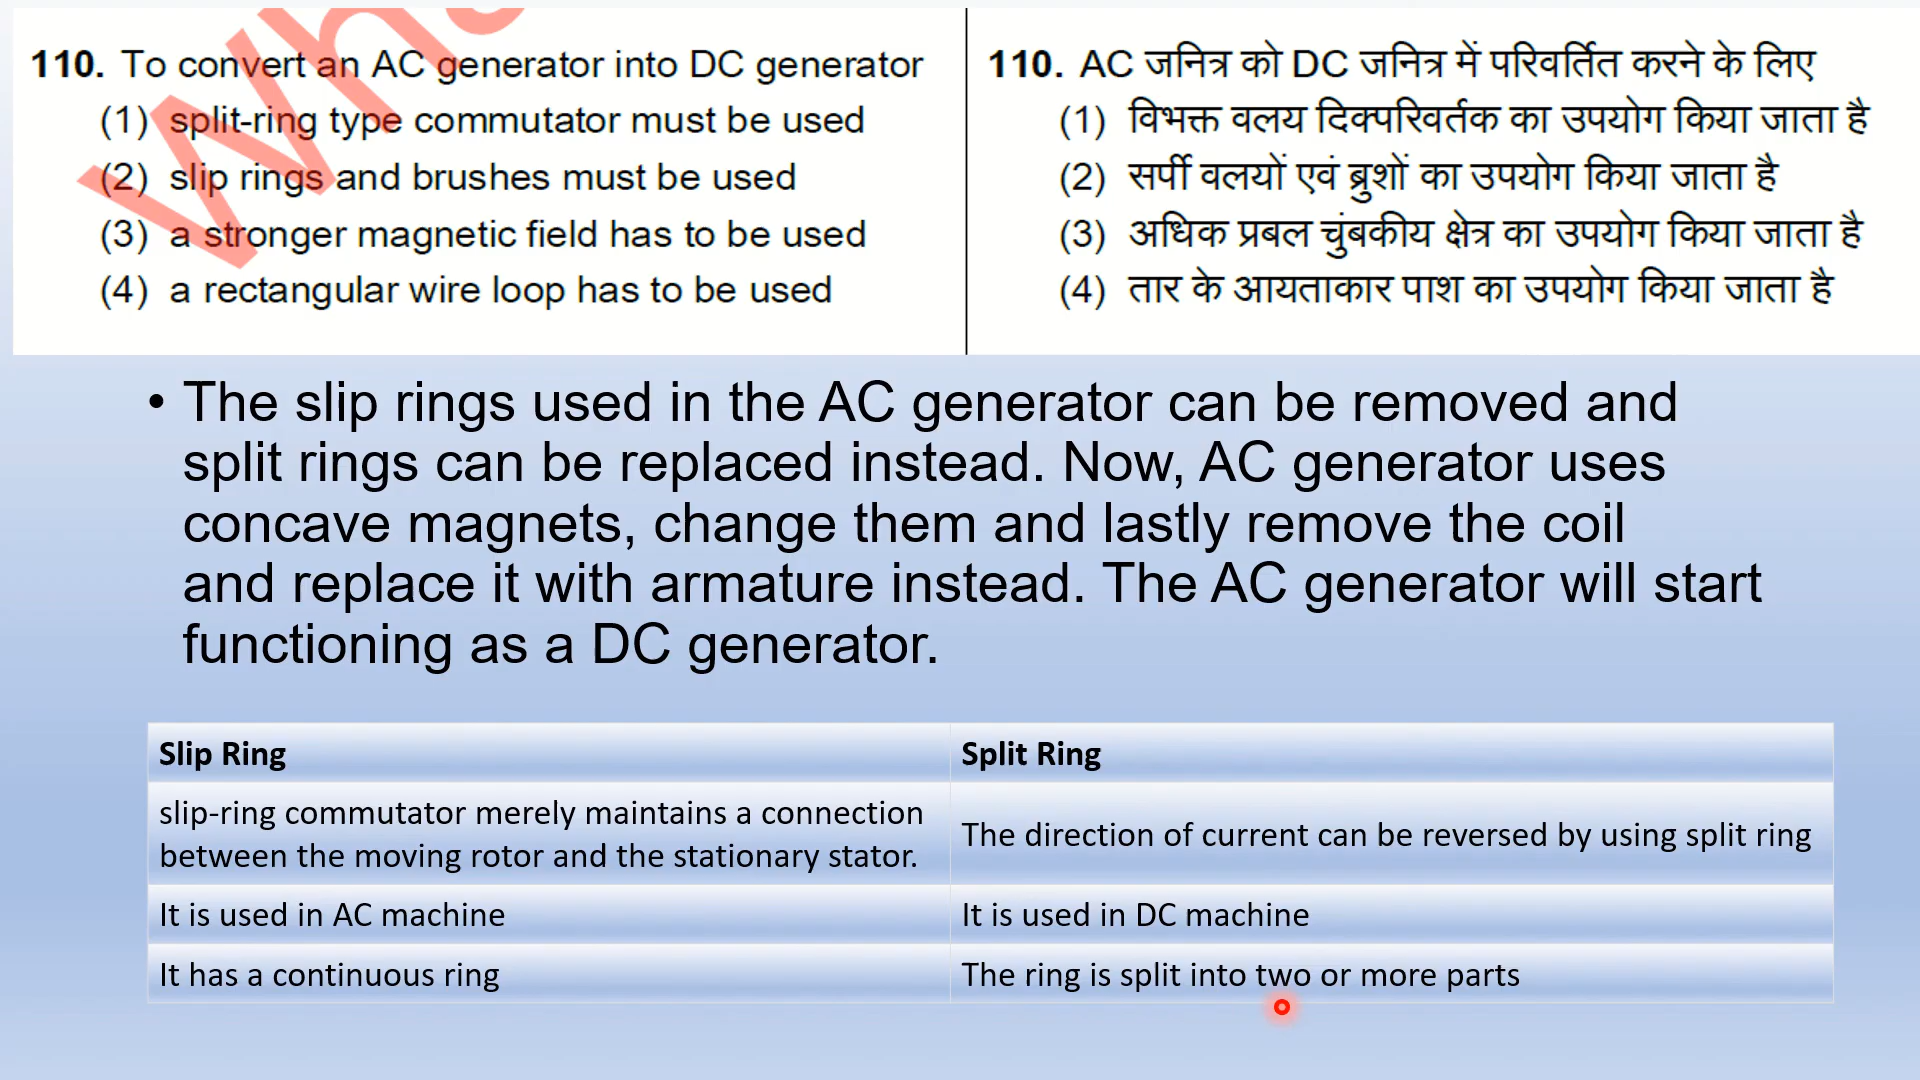 110. To convert an AC generator into DC generator
(1) split-ring type commutator must be used
(2) slip rings and brushes must be used
(3) a stronger magnetic field has to be used
(4) a rectangular wire loop has to be used
110. AC जनित्र को DC जनित्र में परिवर्तित करने के लिए
(1) विभक्त वलय दिक्परिवर्तक का उपयोग किया जाता है
(2) सर्पी वलयों एवं ब्रुशों का उपयोग किया जाता है
(3) अधिक प्रबल चुंबकीय क्षेत्र का उपयोग किया जाता है
(4) तार के आयताकार पाश का उपयोग किया जाता है
• The slip rings used in the AC generator can be removed and
split rings can be replaced instead. Now, AC generator uses
concave magnets, change them and lastly remove the coil
and replace it with armature instead. The AC generator will start
functioning as a DC generator.
Slip Ring
Split Ring
slip-ring commutator merely maintains a connection
between the moving rotor and the stationary stator.
The direction of current can be reversed by using split ring
It is used in AC machine
It is used in DC machine
It has a continuous ring
The ring is split into two or more parts